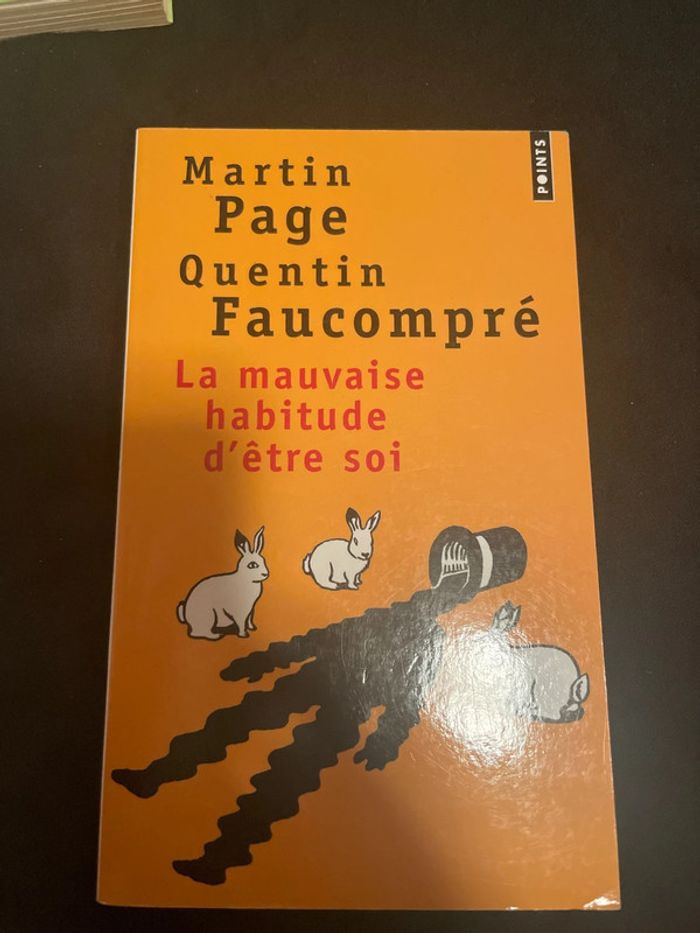 POINTS
Martin
Page
Quentin
Faucompré
La mauvaise
habitude
d'être soi